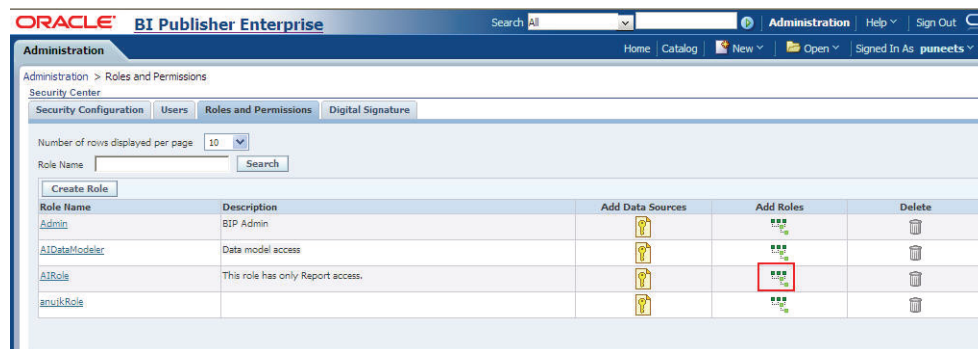 ORACLE BI Publisher Enterprise Search All Administration Help Sign Out
Administration Home Catalog New Open Signed In As puneets
Administration > Roles and Permissions
Security Center
Security Configuration Users Roles and Permissions Digital Signature
Number of rows displayed per page 10
Role Name Search
Create Role
Role Name Description Add Data Sources Add Roles Delete
Admin BIP Admin
AIDataModeler Data model access
AIRole This role has only Report access.
anujkRole